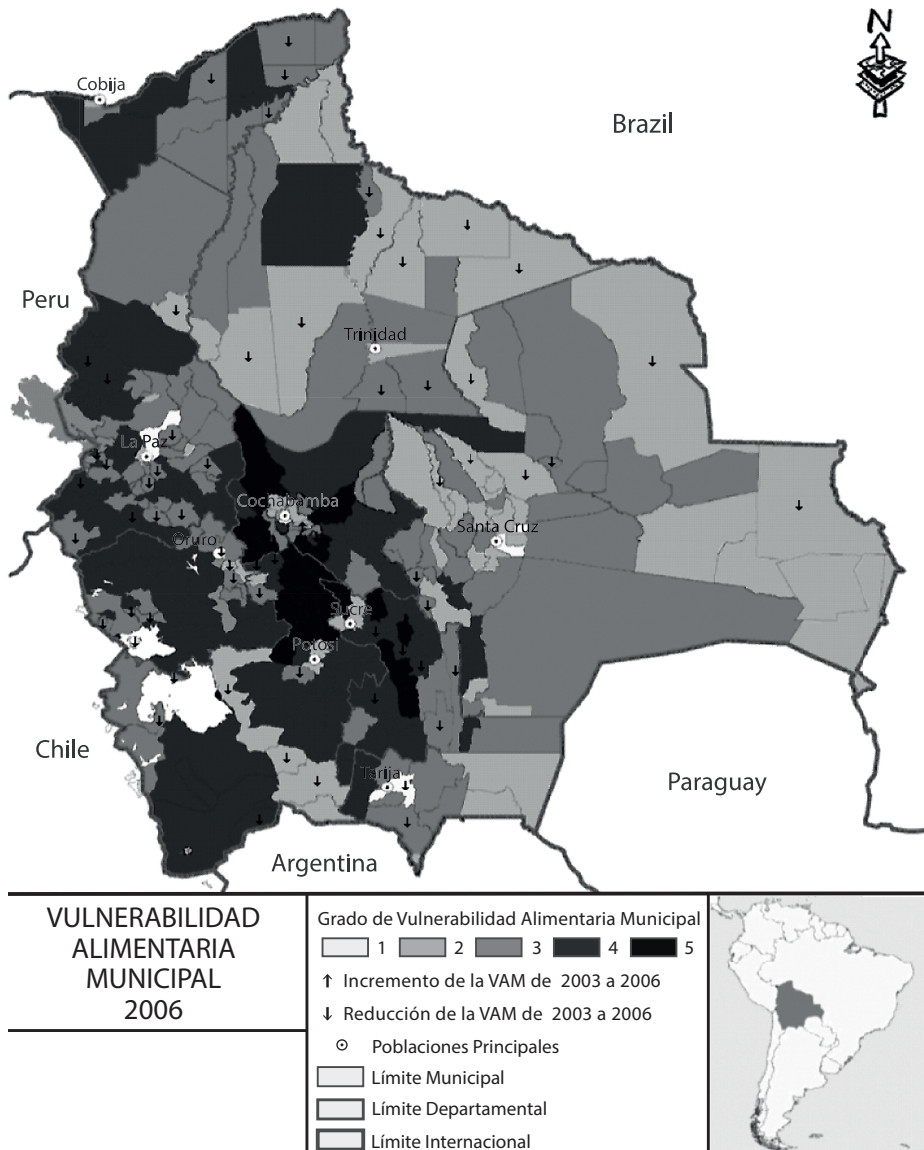 N
Cobija
Brazil
Peru
Trinidad
La Paz
Cochabamba
Santa Cruz
Oruro
Sucre
Potosi
Chile
Tarija
Paraguay
Argentina
VULNERABILIDAD
ALIMENTARIA
MUNICIPAL
2006
Grado de Vulnerabilidad Alimentaria Municipal
1 2 3 4 5
↑ Incremento de la VAM de 2003 a 2006
↓ Reducción de la VAM de 2003 a 2006
Poblaciones Principales
Límite Municipal
Límite Departamental
Límite Internacional